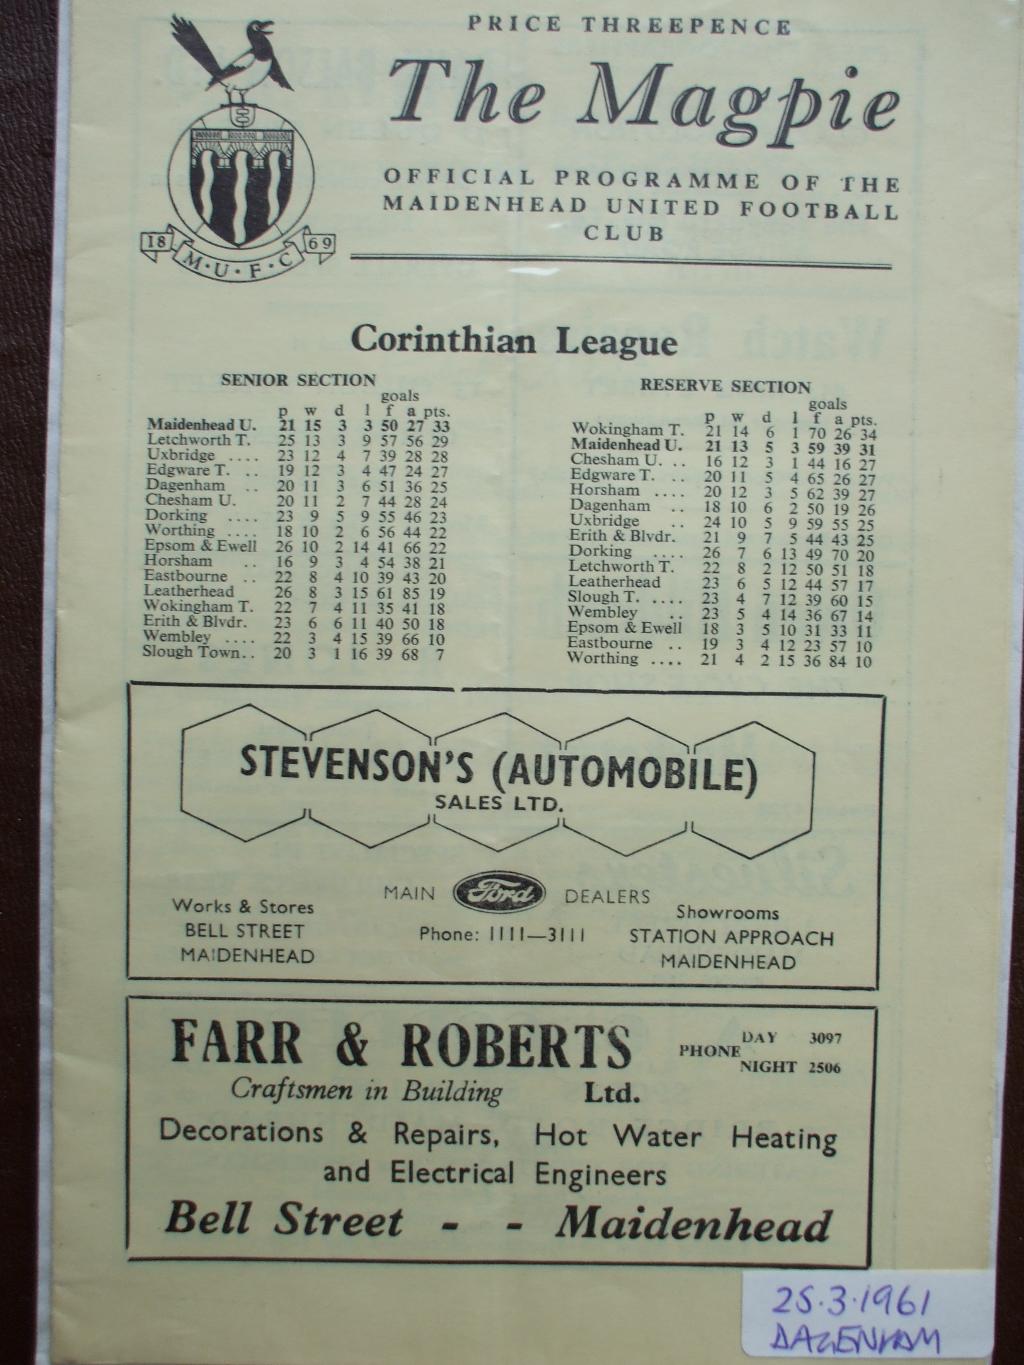 PRICE THREEPENCE
The Magpie
OFFICIAL PROGRAMME OF THE
MAIDENHEAD UNITED FOOTBALL
CLUB
18 69
M·U·F·C
Corinthian League
SENIOR SECTION
goals
p w d l f a pts.
Maidenhead U. 21 15 3 3 50 27 33
Letchworth T. 25 13 3 9 57 56 29
Uxbridge .... 23 12 4 7 39 28 28
Edgware T. .. 19 12 3 4 47 24 27
Dagenham .. 20 11 3 6 51 36 25
Chesham U. 20 11 2 7 44 28 24
Dorking .... 23 9 5 9 55 46 23
Worthing .... 18 10 2 6 56 44 22
Epsom & Ewell 26 10 2 14 41 66 22
Horsham .. 16 9 3 4 54 38 21
Eastbourne .. 22 8 4 10 39 43 20
Leatherhead 26 8 3 15 61 85 19
Wokingham T. 22 7 4 11 35 41 18
Erith & Blvdr. 23 6 6 11 40 50 18
Wembley .... 22 3 4 15 39 66 10
Slough Town.. 20 3 1 16 39 68 7
RESERVE SECTION
goals
p w d l f a pts.
Wokingham T. 21 14 6 1 70 26 34
Maidenhead U. 21 13 5 3 59 39 31
Chesham U. .. 16 12 3 1 44 16 27
Edgware T. .. 20 11 5 4 65 26 27
Horsham .... 20 12 3 5 62 39 27
Dagenham .. 18 10 6 2 50 19 26
Uxbridge .. 24 10 5 9 59 55 25
Erith & Blvdr. 21 9 7 5 44 43 25
Dorking .... 26 7 6 13 49 70 20
Letchworth T. 22 8 2 12 50 51 18
Leatherhead 23 6 5 12 44 57 17
Slough T. .... 23 4 7 12 39 60 15
Wembley .... 23 5 4 14 36 67 14
Epsom & Ewell 18 3 5 10 31 33 11
Eastbourne .. 19 3 4 12 23 57 10
Worthing .... 21 4 2 15 36 84 10
STEVENSON'S (AUTOMOBILE)
SALES LTD.
MAIN Ford DEALERS
Works & Stores
BELL STREET
MAIDENHEAD
Phone: 1111—3111
Showrooms
STATION APPROACH
MAIDENHEAD
FARR & ROBERTS
Craftsmen in Building Ltd.
PHONE DAY 3097
NIGHT 2506
Decorations & Repairs, Hot Water Heating
and Electrical Engineers
Bell Street - - Maidenhead
25.3.1961
DAGENHAM